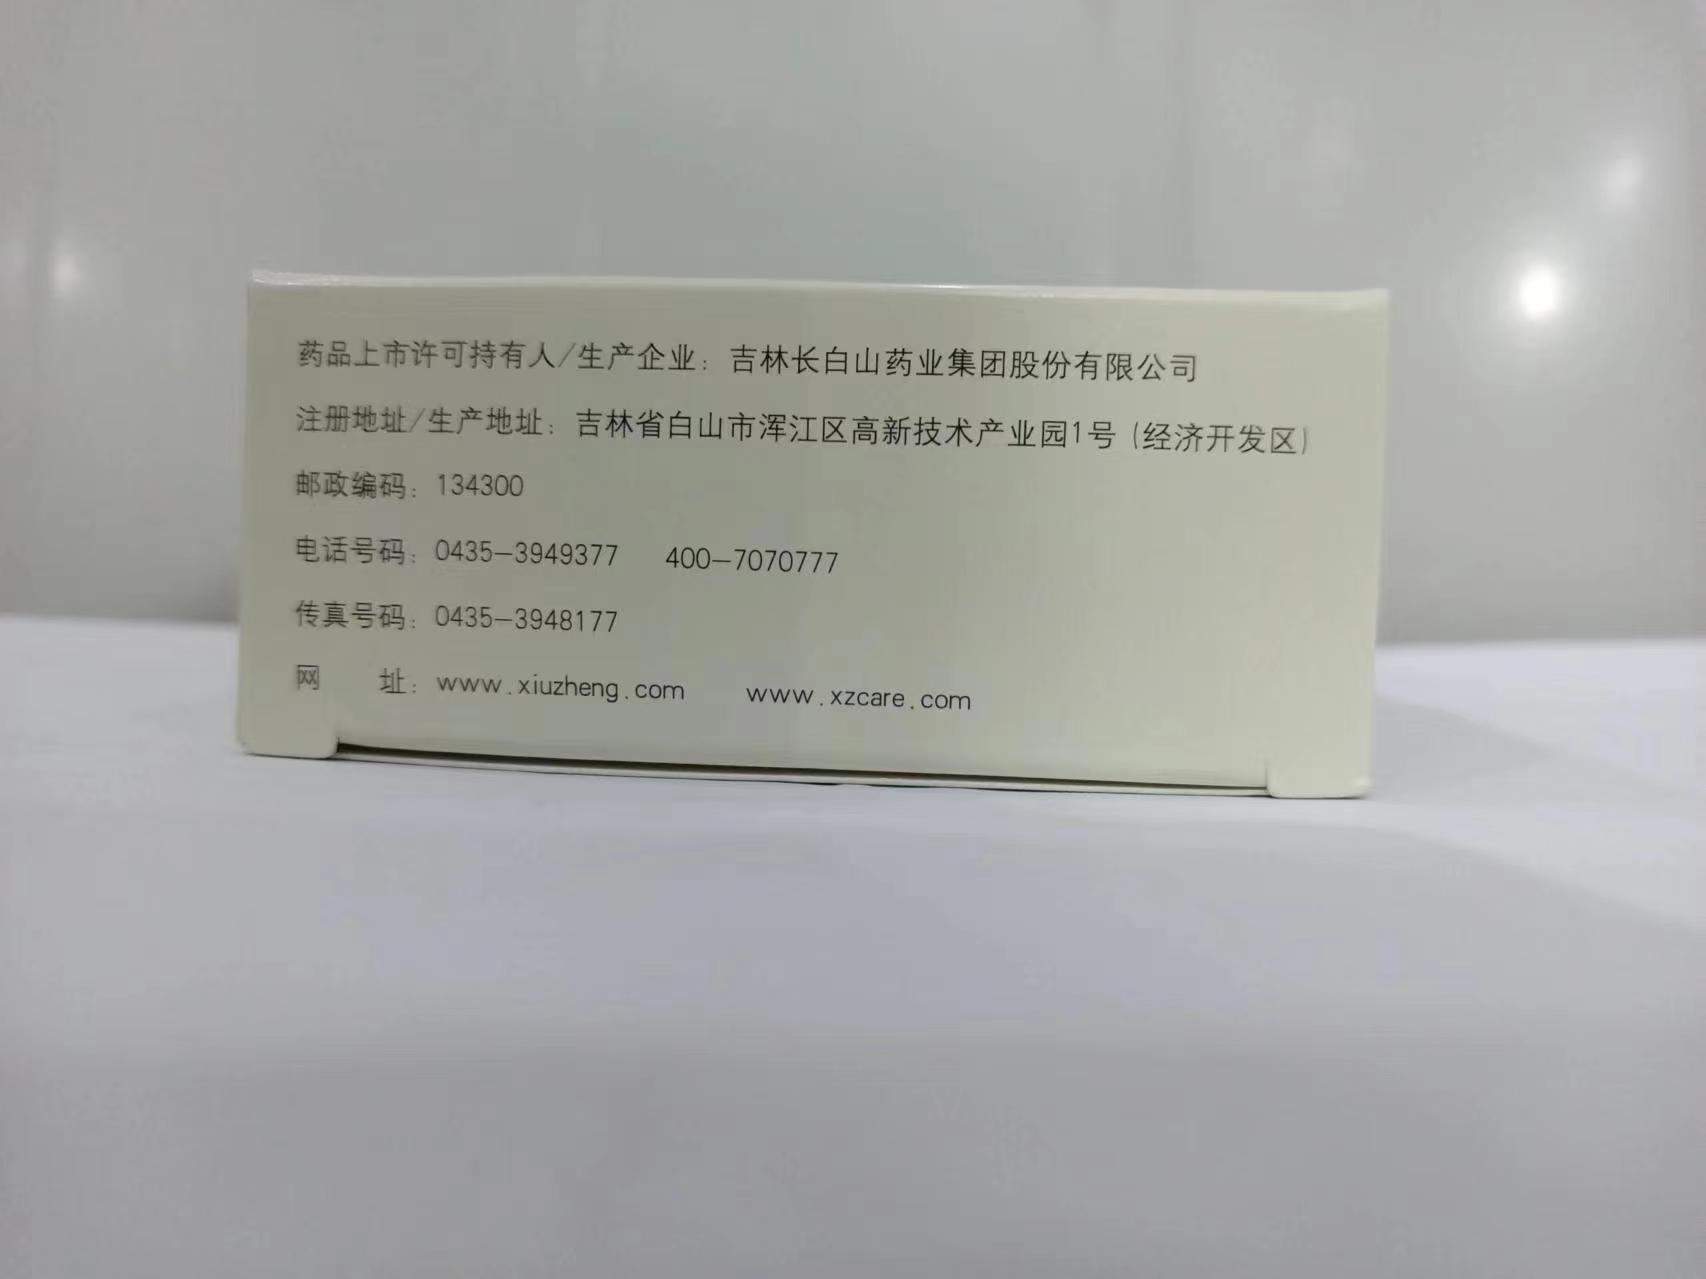 药品上市许可持有人/生产企业：吉林长白山药业集团股份有限公司
注册地址/生产地址：吉林省白山市浑江区高新技术产业园1号（经济开发区）
邮政编码：134300
电话号码：0435-3949377 400-7070777
传真号码：0435-3948177
网 址：www.xiuzheng.com www.xzcare.com